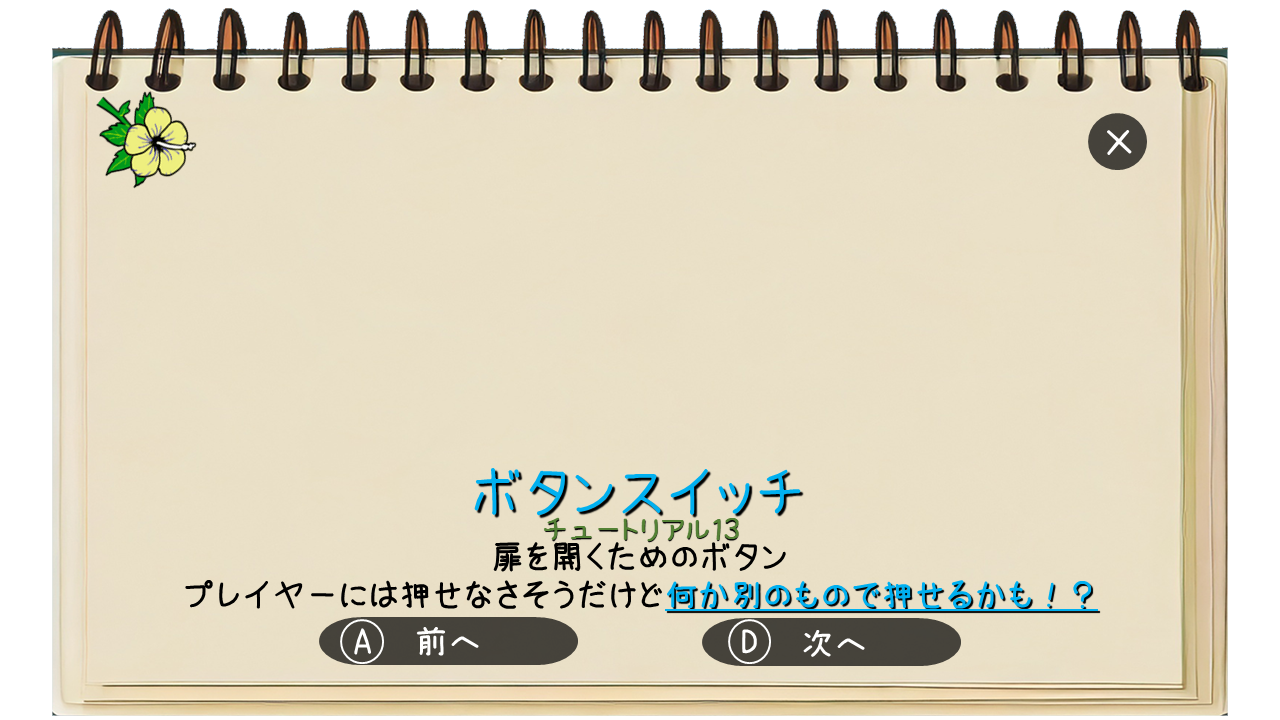 ボタンスイッチ
チュートリアル13
扉を開くためのボタン
プレイヤーには押せなさそうだけど何か別のもので押せるかも！？
A 前へ D 次へ